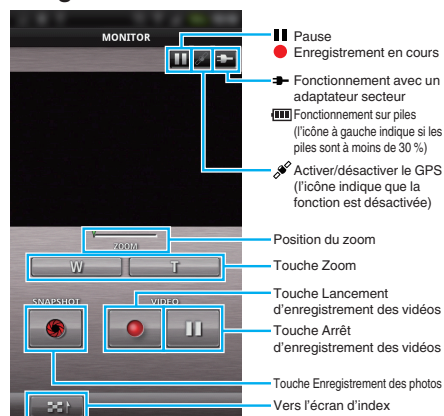 MONITOR
Pause
Enregistrement en cours
Fonctionnement avec un
adaptateur secteur
Fonctionnement sur piles
(l'icône à gauche indique si les
piles sont à moins de 30 %)
Activer/désactiver le GPS
(l'icône indique que la
fonction est désactivée)
ZOOM
Position du zoom
W T
Touche Zoom
SNAPSHOT VIDEO
Touche Lancement
d'enregistrement des vidéos
Touche Arrêt
d'enregistrement des vidéos
Touche Enregistrement des photos
Vers l'écran d'index